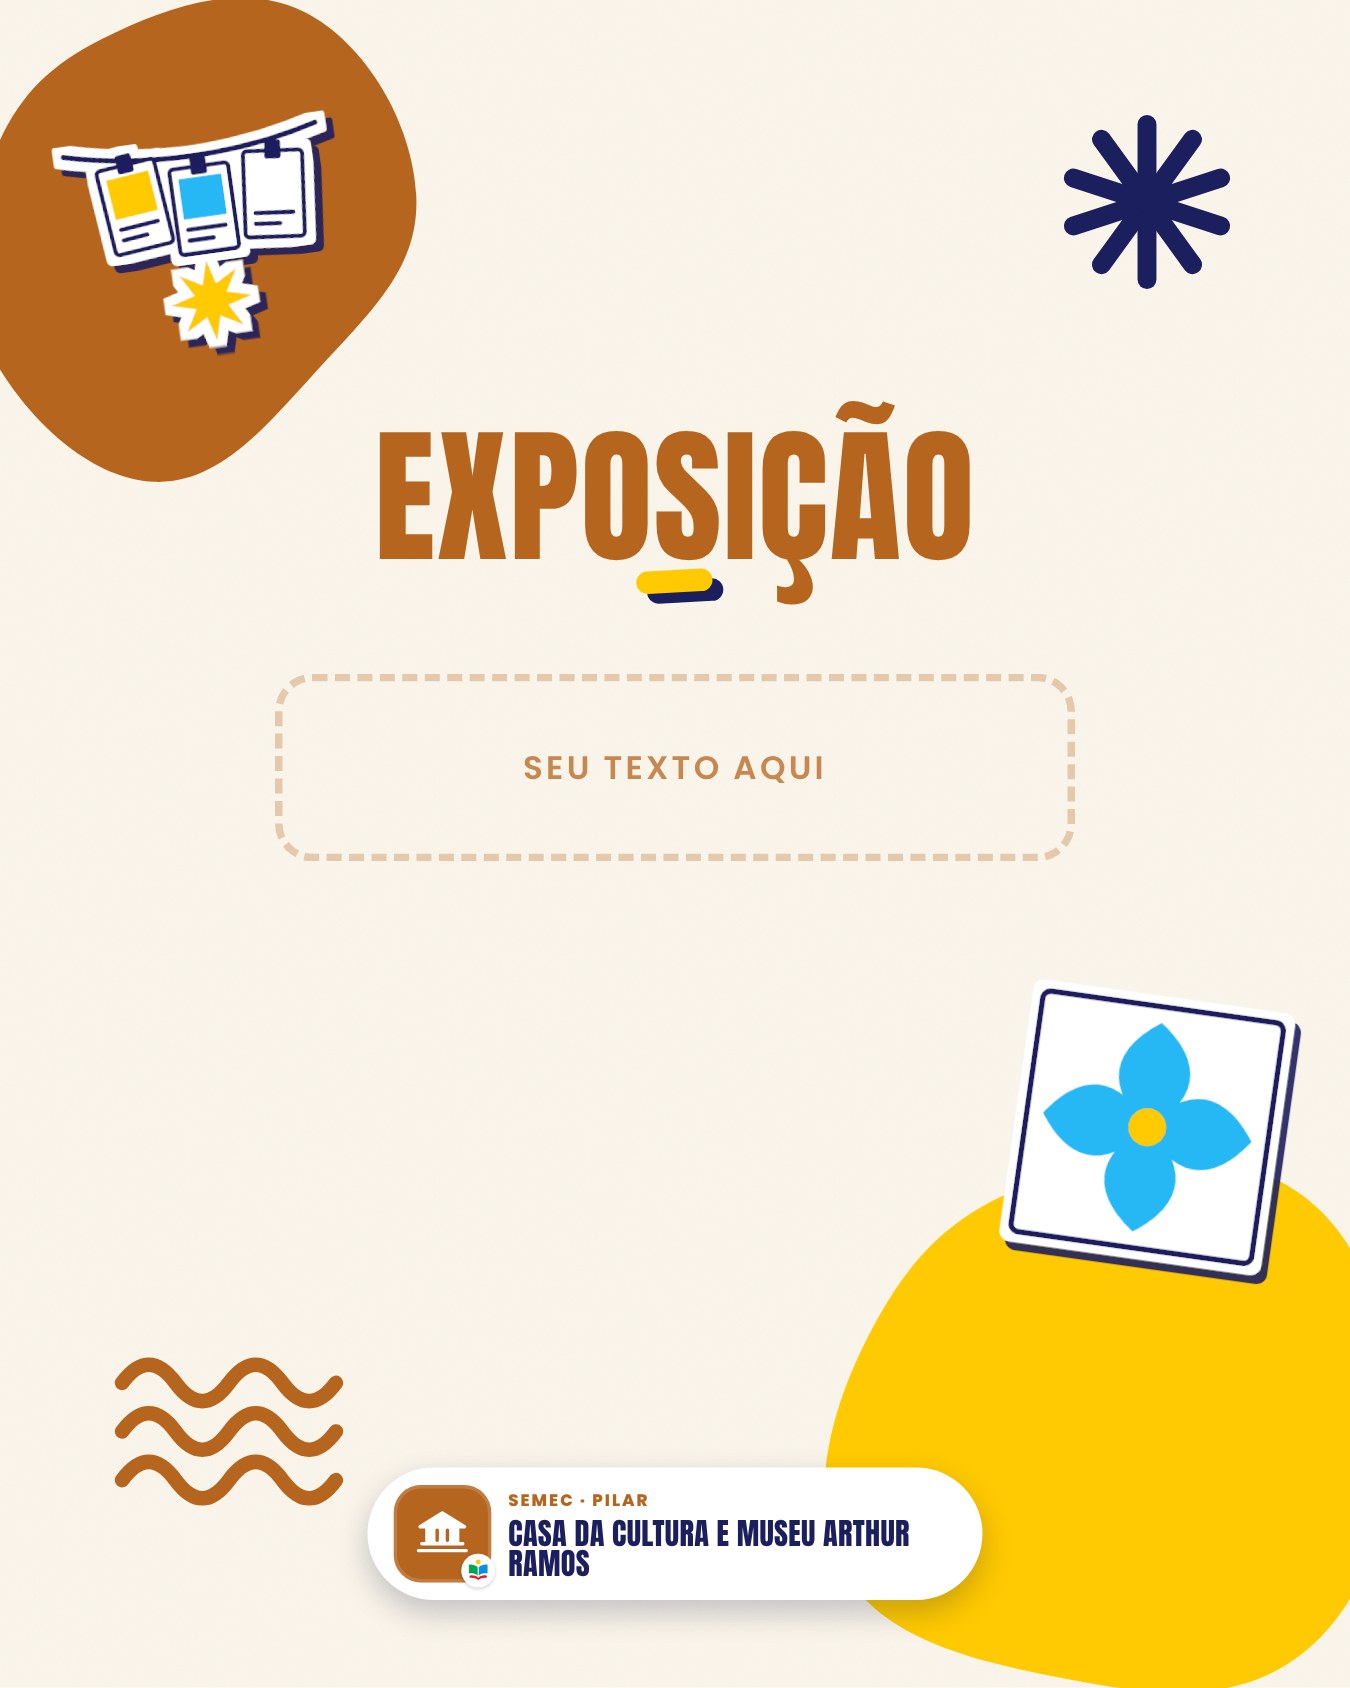 EXPOSIÇÃO
SEU TEXTO AQUI
SEMEC · PILAR
CASA DA CULTURA E MUSEU ARTHUR
RAMOS